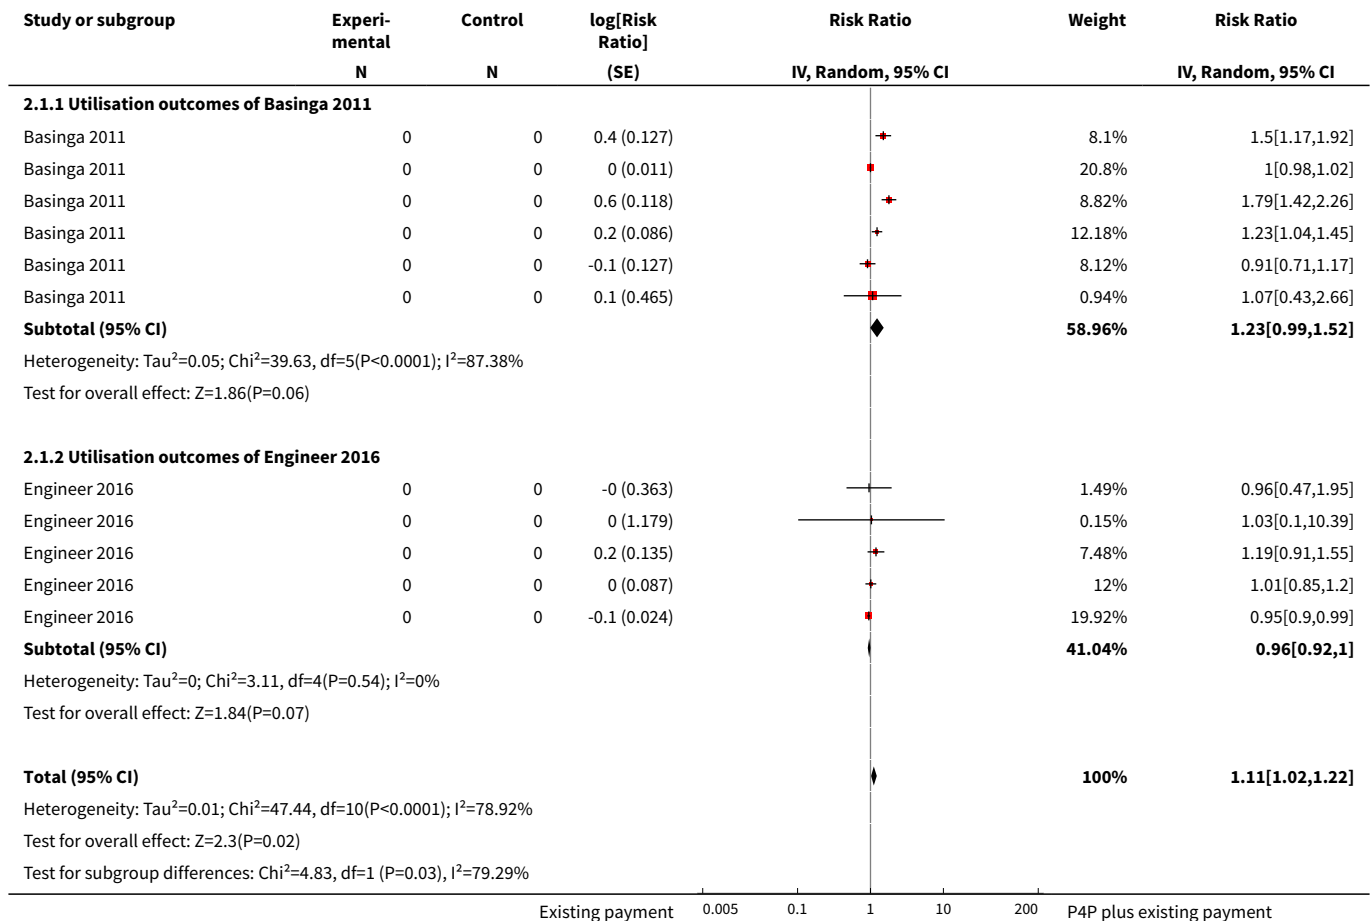 Study or subgroup Experi- Control log[Risk Risk Ratio Weight Risk Ratio
mental Ratio]
N N (SE) IV, Random, 95% CI IV, Random, 95% CI
2.1.1 Utilisation outcomes of Basinga 2011
Basinga 2011 0 0 0.4 (0.127) 8.1% 1.5[1.17,1.92]
Basinga 2011 0 0 0 (0.011) 20.8% 1[0.98,1.02]
Basinga 2011 0 0 0.6 (0.118) 8.82% 1.79[1.42,2.26]
Basinga 2011 0 0 0.2 (0.086) 12.18% 1.23[1.04,1.45]
Basinga 2011 0 0 -0.1 (0.127) 8.12% 0.91[0.71,1.17]
Basinga 2011 0 0 0.1 (0.465) 0.94% 1.07[0.43,2.66]
Subtotal (95% CI) 58.96% 1.23[0.99,1.52]
Heterogeneity: Tau²=0.05; Chi²=39.63, df=5(P<0.0001); I²=87.38%
Test for overall effect: Z=1.86(P=0.06)
2.1.2 Utilisation outcomes of Engineer 2016
Engineer 2016 0 0 -0 (0.363) 1.49% 0.96[0.47,1.95]
Engineer 2016 0 0 0 (1.179) 0.15% 1.03[0.1,10.39]
Engineer 2016 0 0 0.2 (0.135) 7.48% 1.19[0.91,1.55]
Engineer 2016 0 0 0 (0.087) 12% 1.01[0.85,1.2]
Engineer 2016 0 0 -0.1 (0.024) 19.92% 0.95[0.9,0.99]
Subtotal (95% CI) 41.04% 0.96[0.92,1]
Heterogeneity: Tau²=0; Chi²=3.11, df=4(P=0.54); I²=0%
Test for overall effect: Z=1.84(P=0.07)
Total (95% CI) 100% 1.11[1.02,1.22]
Heterogeneity: Tau²=0.01; Chi²=47.44, df=10(P<0.0001); I²=78.92%
Test for overall effect: Z=2.3(P=0.02)
Test for subgroup differences: Chi²=4.83, df=1 (P=0.03), I²=79.29%
Existing payment 0.005 0.1 1 10 200 P4P plus existing payment